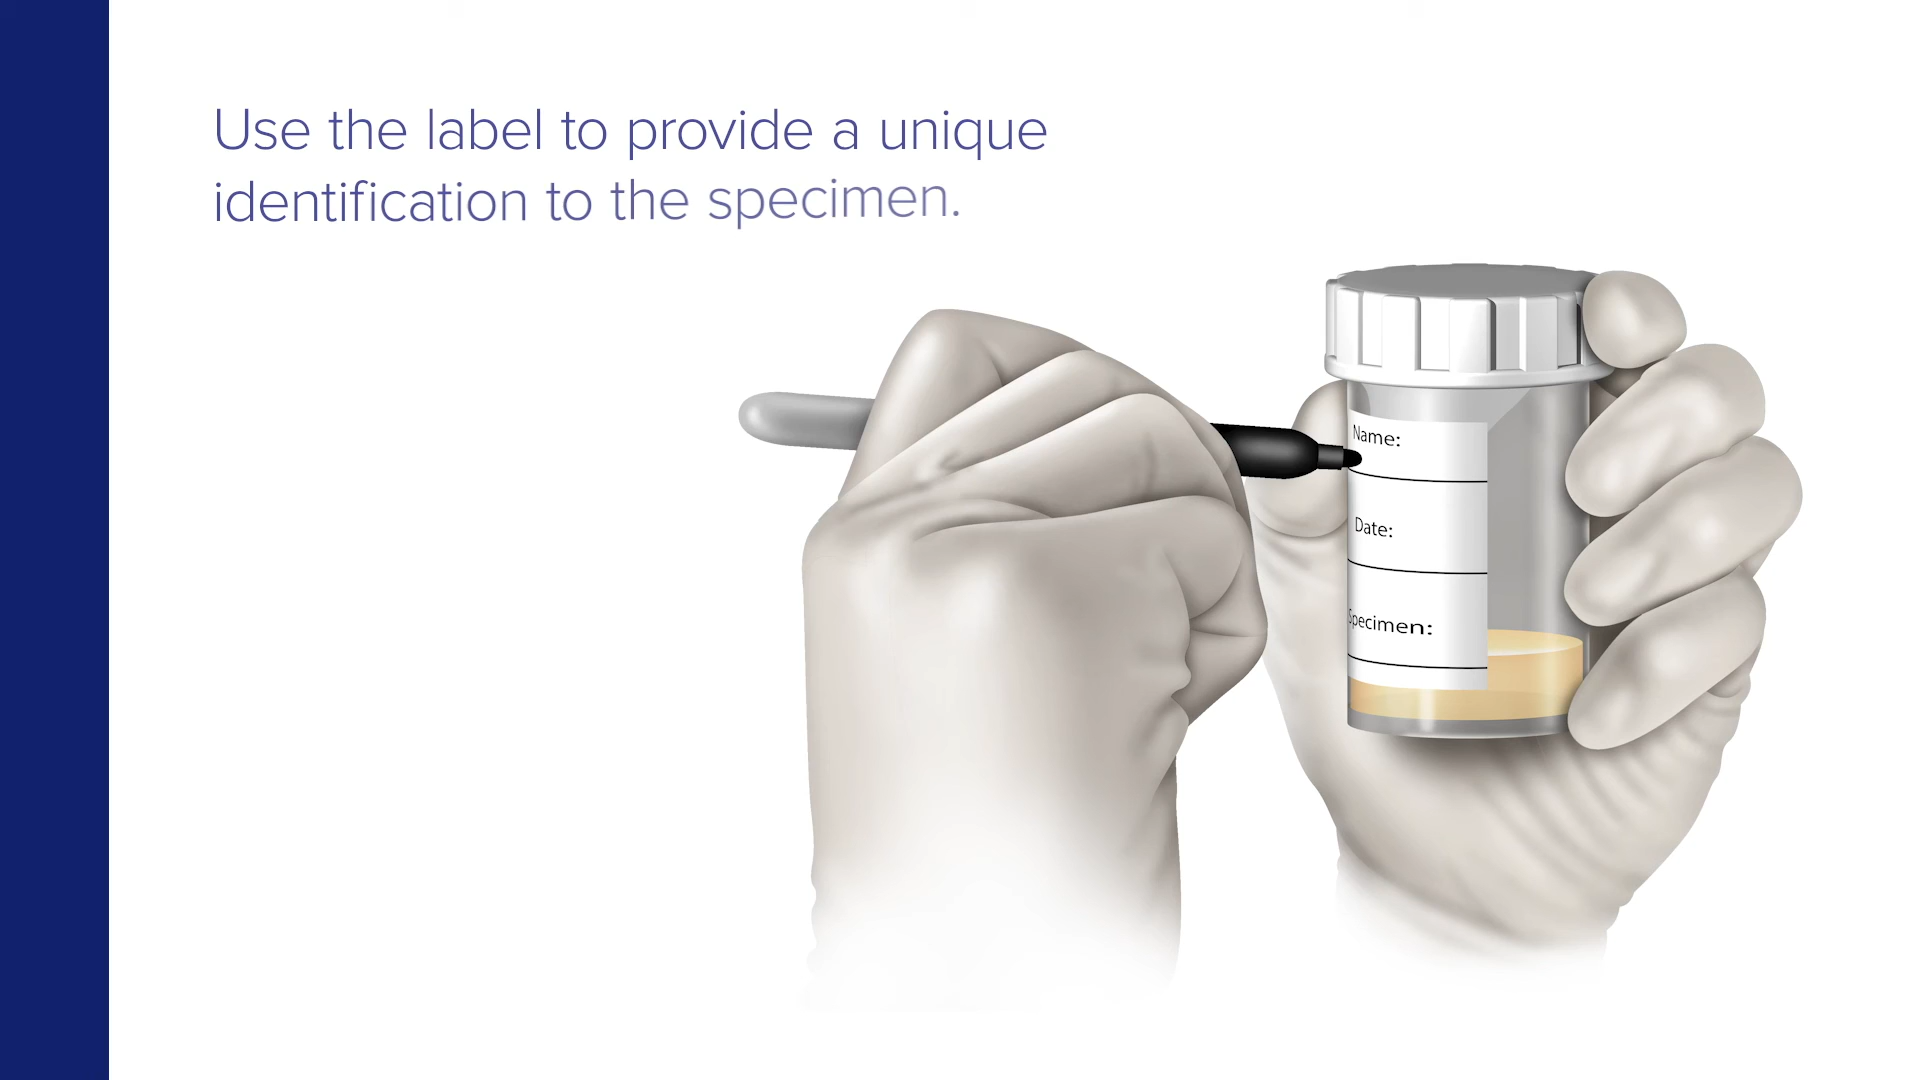 Use the label to provide a unique
identification to the specimen.
Name:
Date:
Specimen: